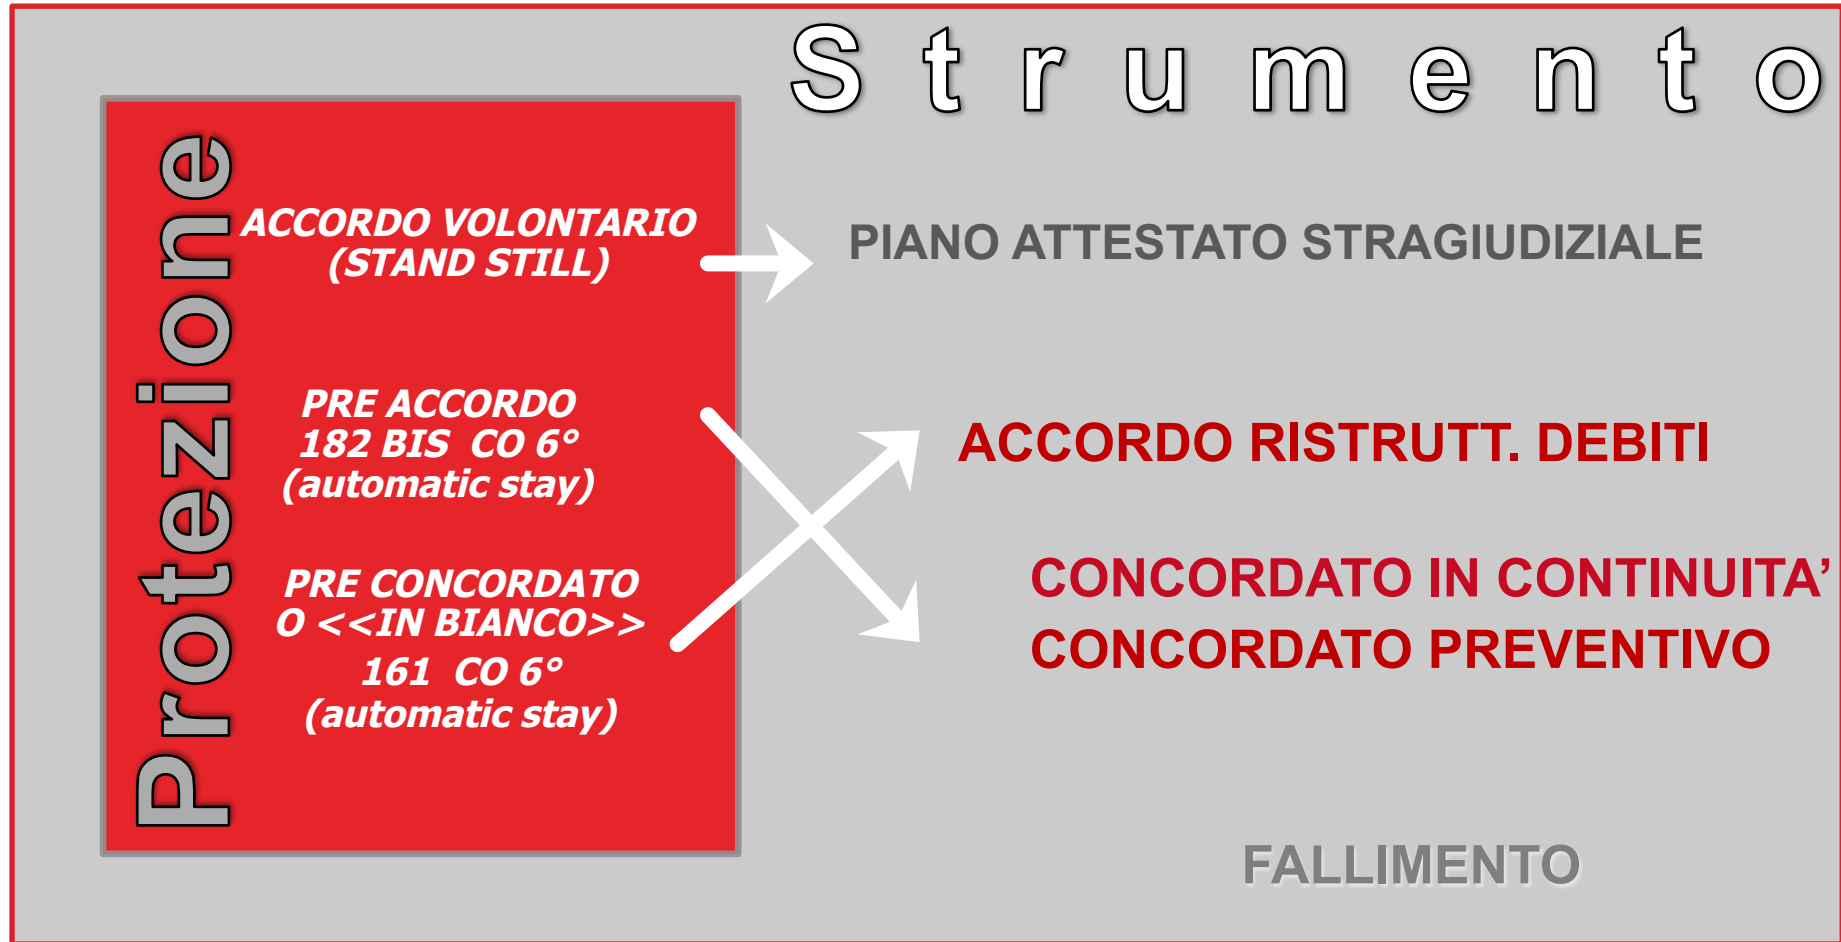 Strumento
Protezione
ACCORDO VOLONTARIO
(STAND STILL)
PIANO ATTESTATO STRAGIUDIZIALE
PRE ACCORDO
182 BIS CO 6°
(automatic stay)
ACCORDO RISTRUTT. DEBITI
PRE CONCORDATO
O <<IN BIANCO>>
161 CO 6°
(automatic stay)
CONCORDATO IN CONTINUITA’
CONCORDATO PREVENTIVO
FALLIMENTO